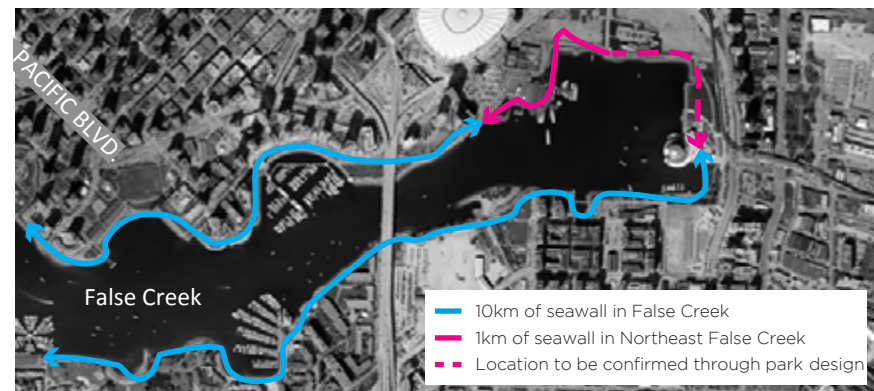 PACIFIC BLVD.
False Creek
10km of seawall in False Creek
1km of seawall in Northeast False Creek
Location to be confirmed through park design